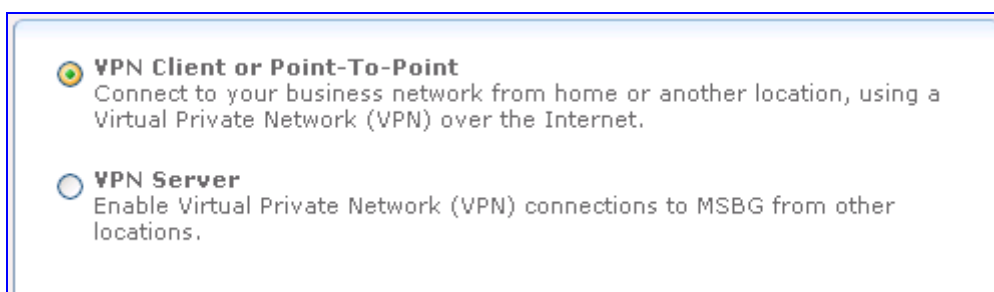 VPN Client or Point-To-Point
Connect to your business network from home or another location, using a
Virtual Private Network (VPN) over the Internet.
VPN Server
Enable Virtual Private Network (VPN) connections to MSBG from other
locations.